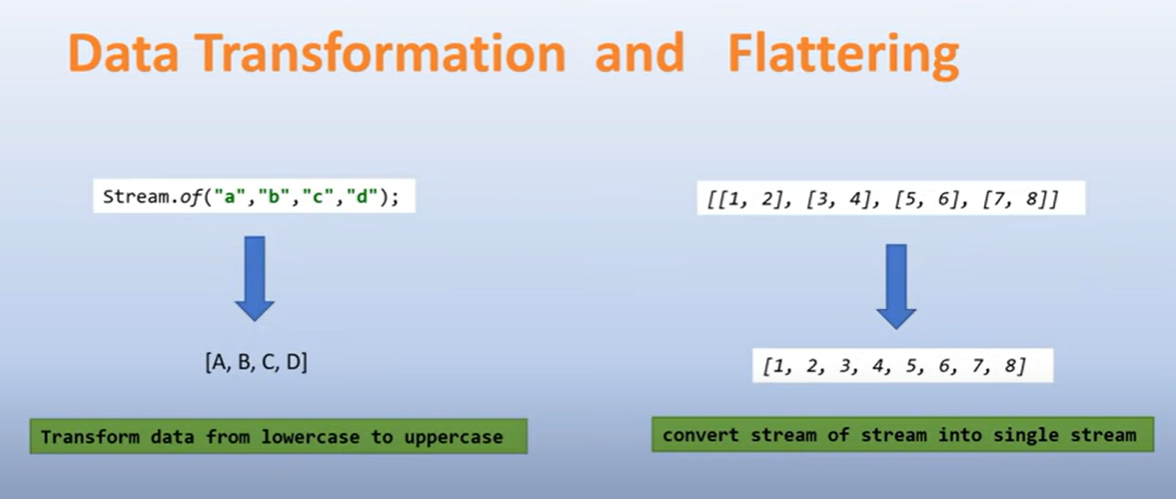 Data Transformation and Flattering
Stream.of("a","b","c","d");
[A, B, C, D]
Transform data from lowercase to uppercase
[[1, 2], [3, 4], [5, 6], [7, 8]]
[1, 2, 3, 4, 5, 6, 7, 8]
convert stream of stream into single stream